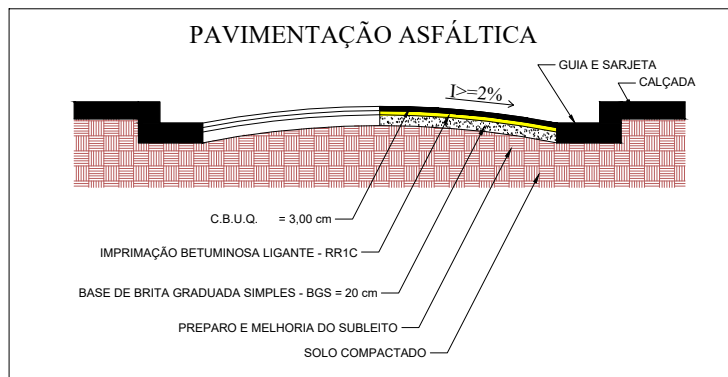 PAVIMENTAÇÃO ASFÁLTICA
GUIA E SARJETA
CALÇADA
I>=2%
C.B.U.Q. = 3,00 cm
IMPRIMAÇÃO BETUMINOSA LIGANTE - RR1C
BASE DE BRITA GRADUADA SIMPLES - BGS = 20 cm
PREPARO E MELHORIA DO SUBLEITO
SOLO COMPACTADO